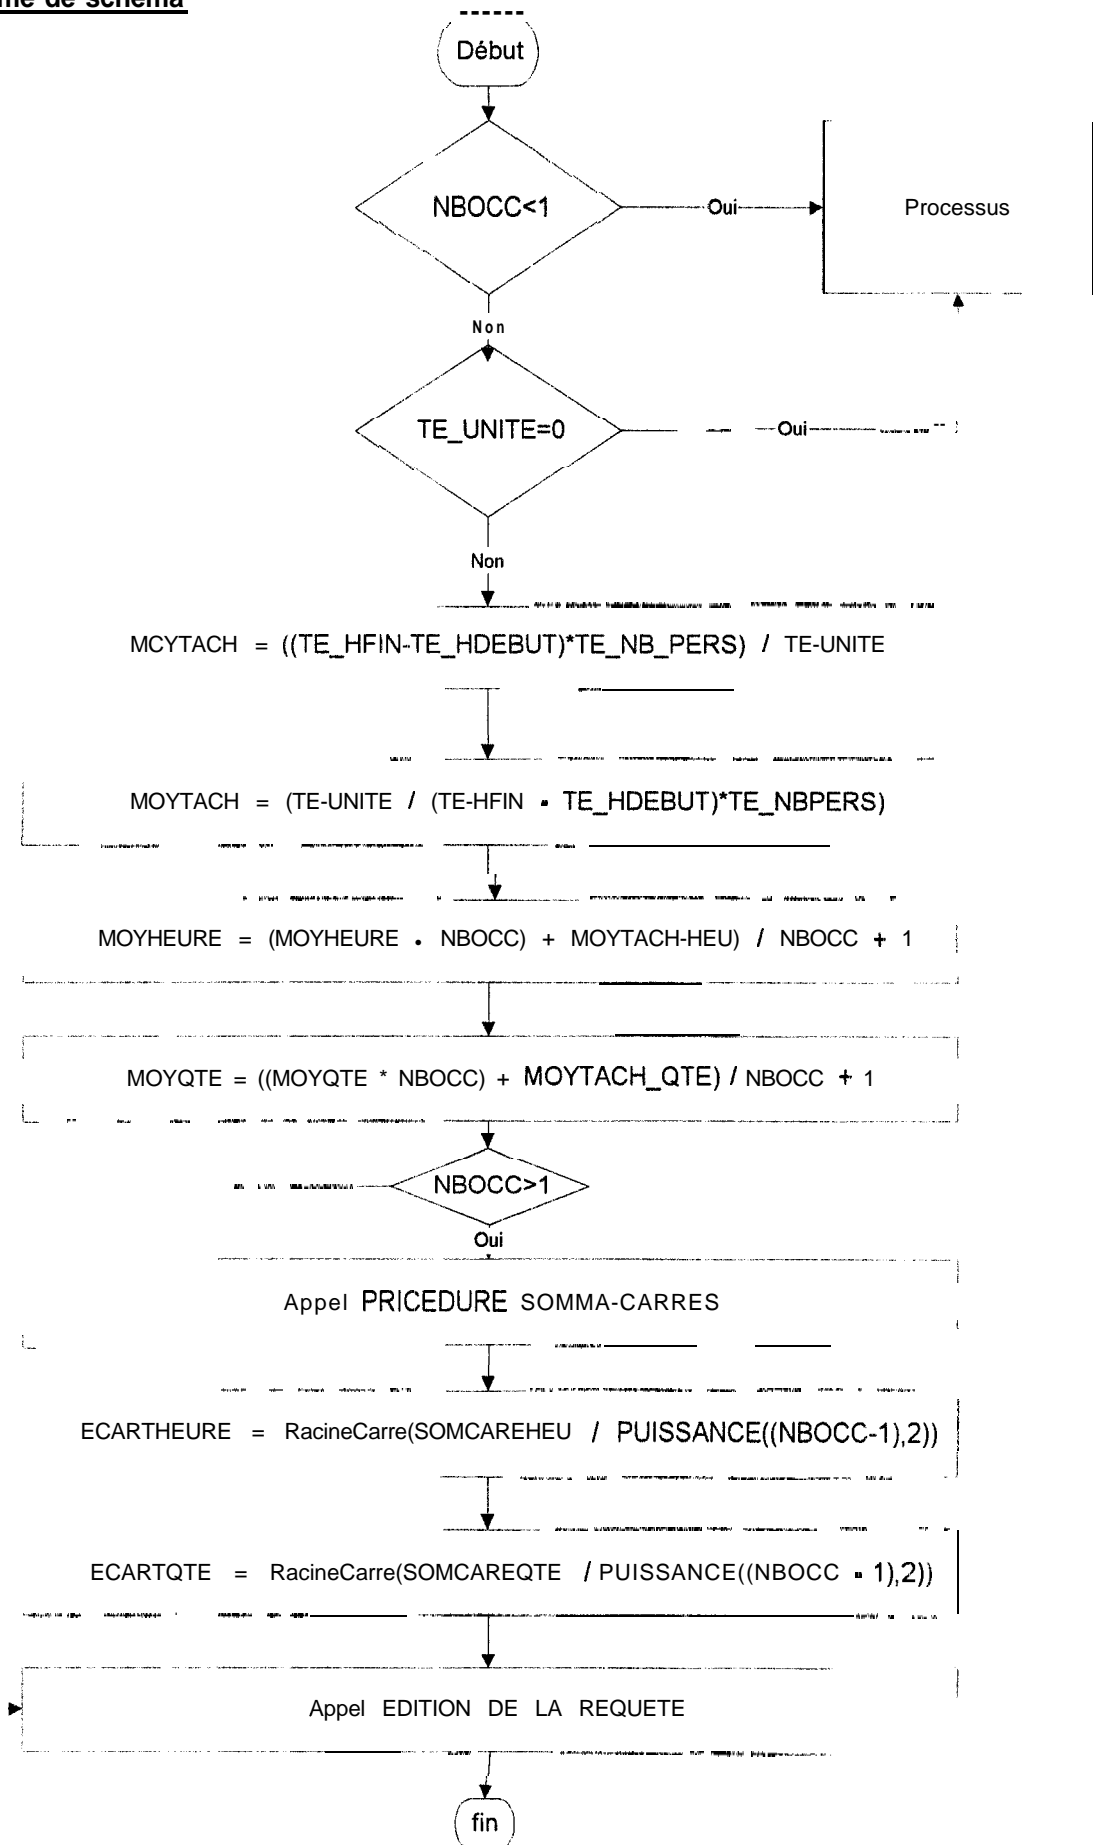 me de schema
Début
NBOCC<1
Oui
Processus
Non
TE_UNITE=0
Oui
Non
MCYTACH = ((TE_HFIN-TE_HDEBUT)*TE_NB_PERS) / TE-UNITE
MOYTACH = (TE-UNITE / (TE-HFIN - TE_HDEBUT)*TE_NBPERS)
MOYHEURE = (MOYHEURE • NBOCC) + MOYTACH-HEU) / NBOCC + 1
MOYQTE = ((MOYQTE * NBOCC) + MOYTACH_QTE) / NBOCC + 1
NBOCC>1
Oui
Appel PRICEDURE SOMMA-CARRES
ECARTHEURE = RacineCarre(SOMCAREHEU / PUISSANCE((NBOCC-1),2))
ECARTQTE = RacineCarre(SOMCAREQTE / PUISSANCE((NBOCC - 1),2))
Appel EDITION DE LA REQUETE
fin